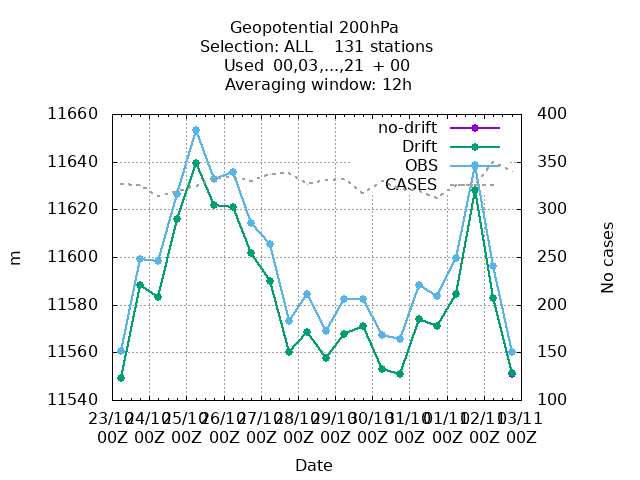 Geopotential 200hPa
Selection: ALL 131 stations
Used 00,03,...,21 + 00
Averaging window: 12h
11660 400
no-drift
Drift
11640 350
OBS
CASES
11620 300
11600 250
m
No cases
11580 200
11560 150
11540 100
23/10 24/10 25/10 26/10 27/10 28/10 29/10 30/10 31/10 01/11 02/11 03/11
00Z 00Z 00Z 00Z 00Z 00Z 00Z 00Z 00Z 00Z 00Z 00Z
Date